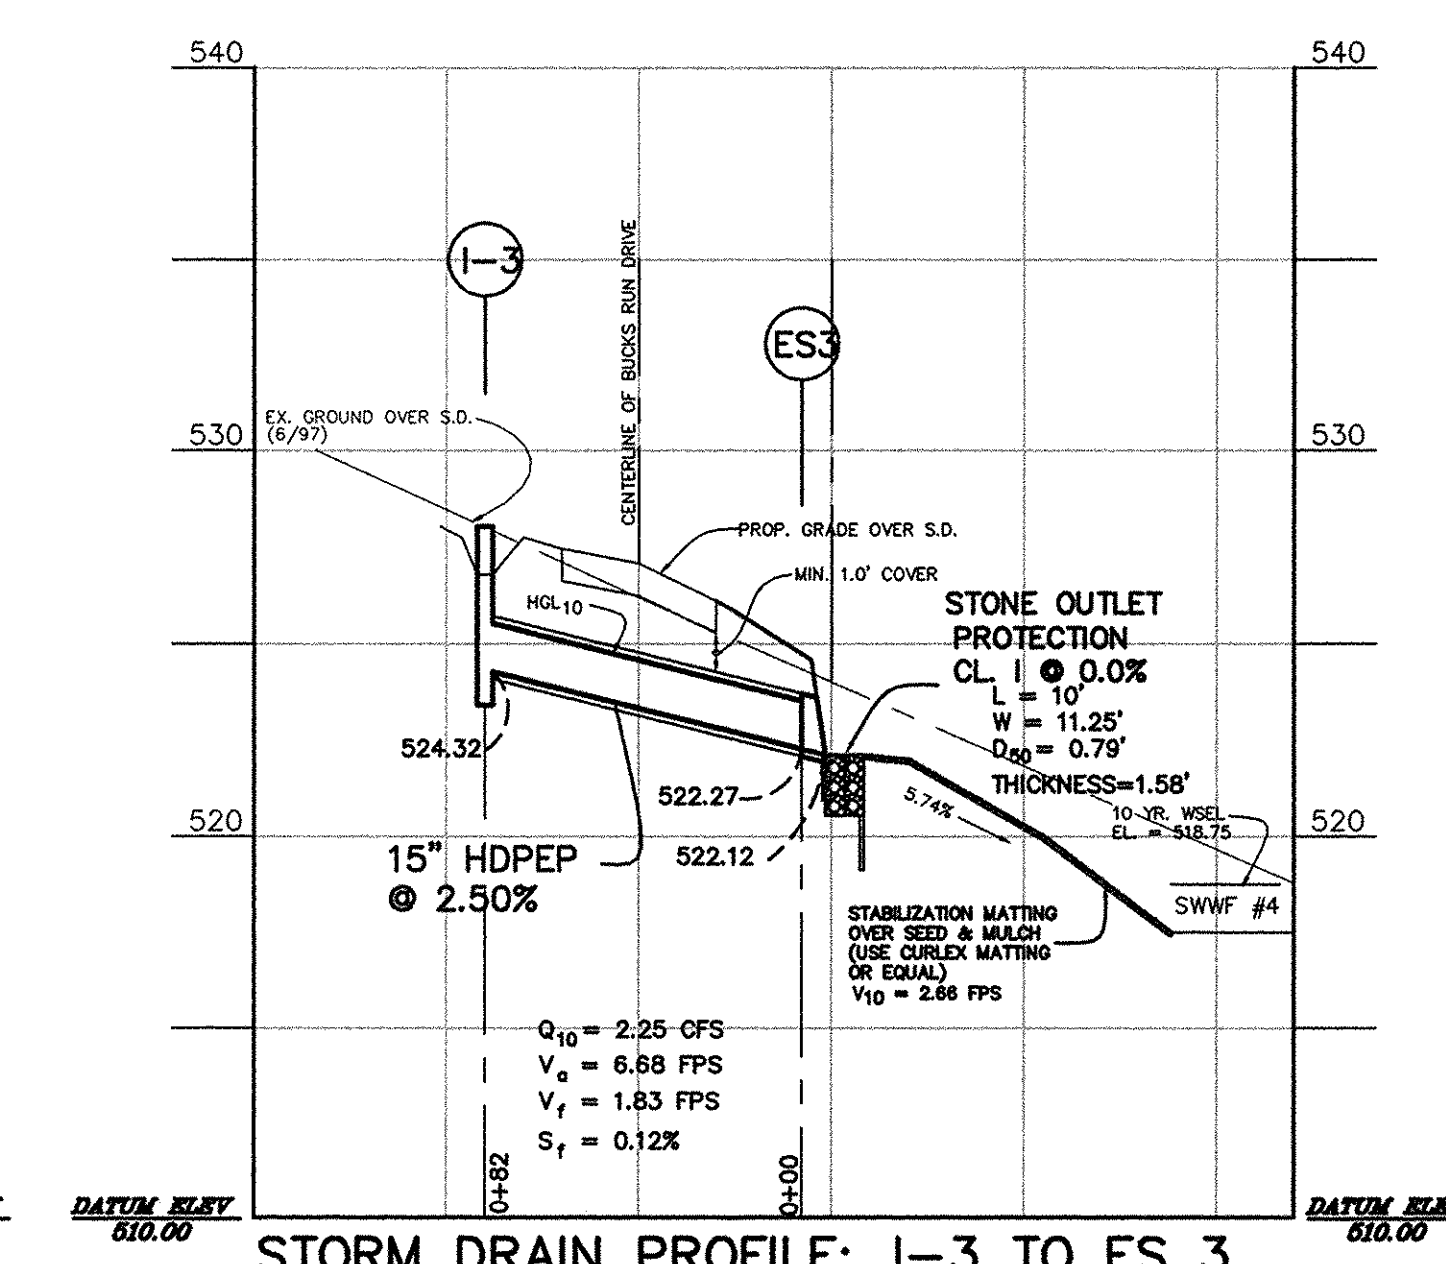 540
540
I-3
CENTERLINE OF BUCKS RUN DRIVE
ES3
EX. GROUND OVER S.D.
(6/97)
530
530
PROP. GRADE OVER S.D.
MIN. 1.0' COVER
HGL10
STONE OUTLET
PROTECTION
CL. I @ 0.0%
L = 10'
W = 11.25'
D50 = 0.79'
THICKNESS=1.58'
524.32
522.27
522.12
5.74%
10 YR. WSEL
EL. = 518.75
520
520
15" HDPEP
@ 2.50%
SWWF #4
STABILIZATION MATTING
OVER SEED & MULCH
(USE CURLEX MATTING
OR EQUAL)
V10 = 2.66 FPS
Q10 = 2.25 CFS
Va = 6.68 FPS
Vf = 1.83 FPS
Sf = 0.12%
0+82
0+00
DATUM ELEV
510.00
DATUM ELE
510.00
STORM DRAIN PROFILE: I-3 TO ES 3